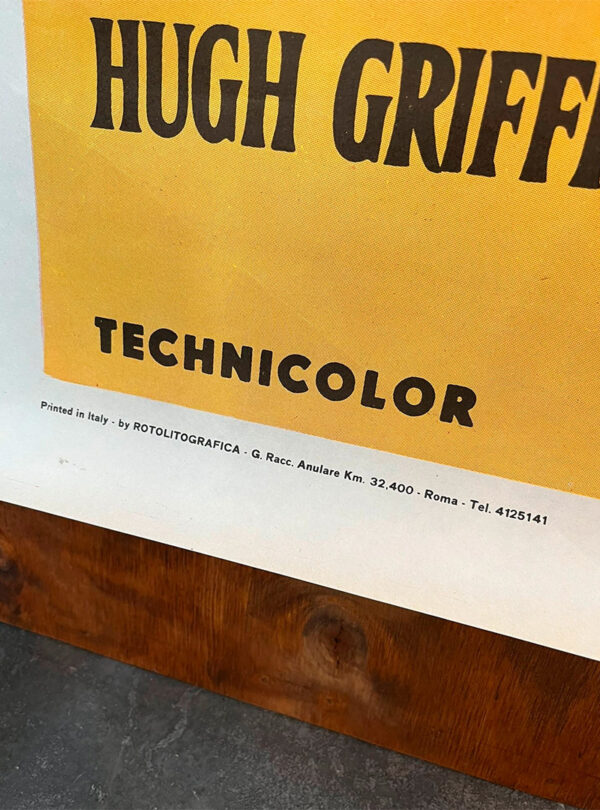 HUGH GRIFF
TECHNICOLOR
Printed in Italy - by ROTOLITOGRAFICA - G. Racc. Anulare Km. 32,400 - Roma - Tel. 4125141